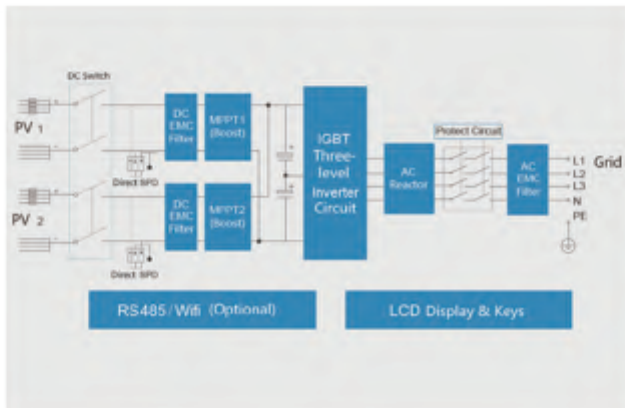 DC Switch
PV 1
PV 2
Direct SPD
Direct SPD
DC
EMC
Filter
MPPT1
(Boost)
DC
EMC
Filter
MPPT2
(Boost)
IGBT
Three-
level
Inverter
Circuit
AC
Reactor
Protect Circuit
AC
EMC
Filter
L1
Grid
L2
L3
N
PE
RS485/Wifi (Optional)
LCD Display & Keys